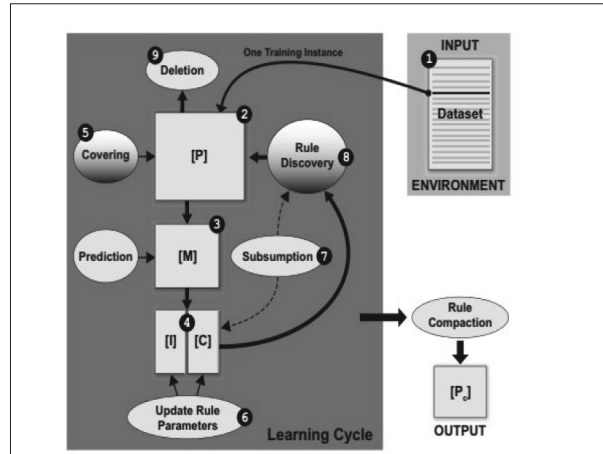 INPUT
1
Dataset
ENVIRONMENT
One Training Instance
9
Deletion
2
[P]
5
Covering
Rule
Discovery
8
3
[M]
Prediction
Subsumption
7
4
[I]
[C]
Update Rule
Parameters
6
Learning Cycle
Rule
Compaction
[Pc]
OUTPUT